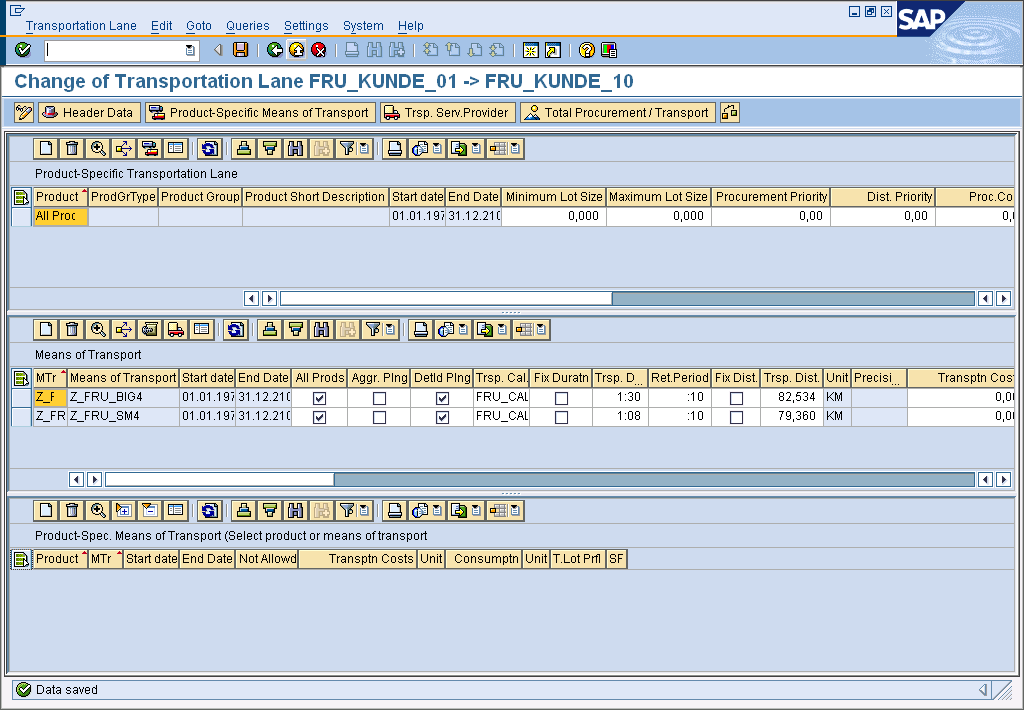 Transportation Lane Edit Goto Queries Settings System Help
SAP
Change of Transportation Lane FRU_KUNDE_01 -> FRU_KUNDE_10
Header Data Product-Specific Means of Transport Trsp. Serv.Provider Total Procurement / Transport
Product-Specific Transportation Lane
Product ProdGrType Product Group Product Short Description Start date End Date Minimum Lot Size Maximum Lot Size Procurement Priority Dist. Priority Proc.Co
All Proc 01.01.197 31.12.210 0,000 0,000 0,00 0,00 0,
Means of Transport
MTr Means of Transport Start date End Date All Prods Aggr. Plng Detld Plng Trsp. Cal. Fix Duratn Trsp. D... Ret.Period Fix Dist. Trsp. Dist. Unit Precisi... Transptn Cos
Z_F Z_FRU_BIG4 01.01.197 31.12.210 FRU_CAL 1:30 :10 82,534 KM 0,0
Z_FR Z_FRU_SM4 01.01.197 31.12.210 FRU_CAL 1:08 :10 79,360 KM 0,0
Product-Spec. Means of Transport (Select product or means of transport
Product MTr Start date End Date Not Allowd Transptn Costs Unit Consumptn Unit T.Lot Prfl SF
Data saved